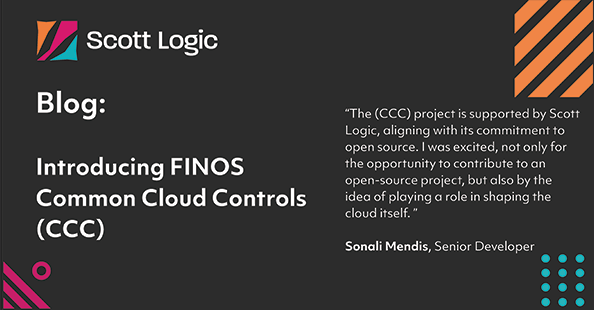 Scott Logic
Blog:
Introducing FINOS
Common Cloud Controls
(CCC)
“The (CCC) project is supported by Scott
Logic, aligning with its commitment to
open source. I was excited, not only for
the opportunity to contribute to an
open-source project, but also by the
idea of playing a role in shaping the
cloud itself. ”
Sonali Mendis, Senior Developer